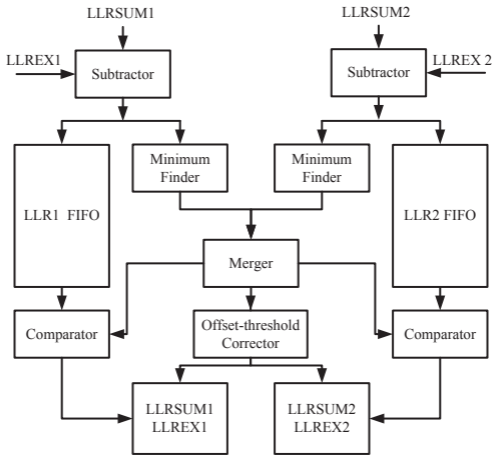 LLRSUM1
LLRSUM2
LLREX1
Subtractor
Subtractor
LLREX 2
LLR1 FIFO
Minimum
Finder
Minimum
Finder
LLR2 FIFO
Merger
Comparator
Offset-threshold
Corrector
Comparator
LLRSUM1
LLREX1
LLRSUM2
LLREX2